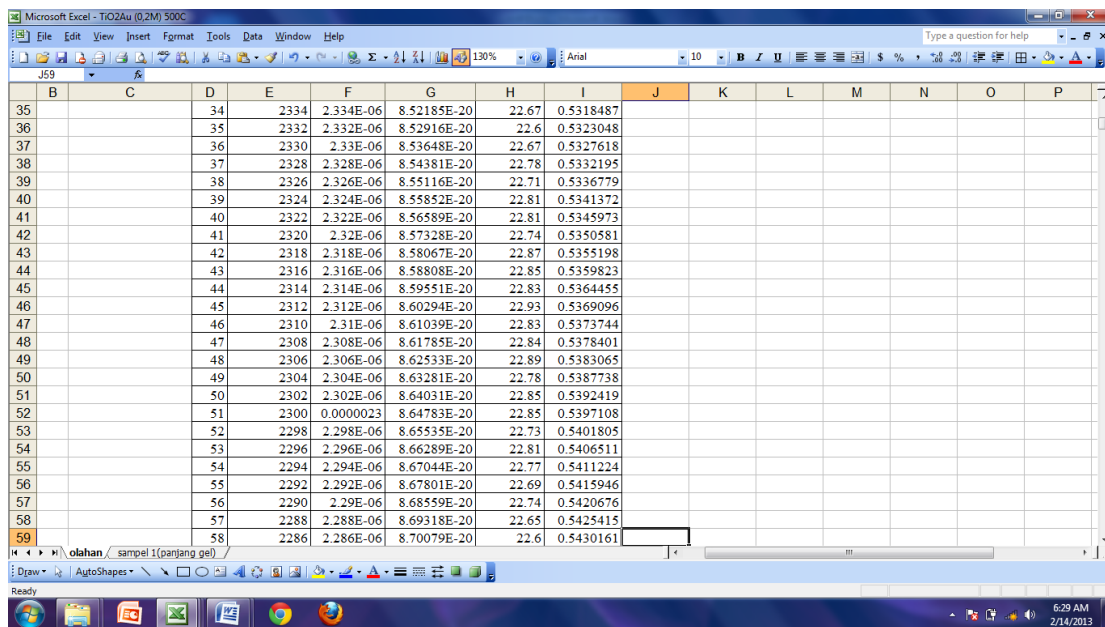 Microsoft Excel - TiO2Au (0,2M) 500C
File Edit View Insert Format Tools Data Window Help Type a question for help
130% Arial 10 B I U $ % ,
J59 fx
B C D E F G H I J K L M N O P
35 34 2334 2.334E-06 8.52185E-20 22.67 0.5318487
36 35 2332 2.332E-06 8.52916E-20 22.6 0.5323048
37 36 2330 2.33E-06 8.53648E-20 22.67 0.5327618
38 37 2328 2.328E-06 8.54381E-20 22.78 0.5332195
39 38 2326 2.326E-06 8.55116E-20 22.71 0.5336779
40 39 2324 2.324E-06 8.55852E-20 22.81 0.5341372
41 40 2322 2.322E-06 8.56589E-20 22.81 0.5345973
42 41 2320 2.32E-06 8.57328E-20 22.74 0.5350581
43 42 2318 2.318E-06 8.58067E-20 22.87 0.5355198
44 43 2316 2.316E-06 8.58808E-20 22.85 0.5359823
45 44 2314 2.314E-06 8.59551E-20 22.83 0.5364455
46 45 2312 2.312E-06 8.60294E-20 22.93 0.5369096
47 46 2310 2.31E-06 8.61039E-20 22.83 0.5373744
48 47 2308 2.308E-06 8.61785E-20 22.84 0.5378401
49 48 2306 2.306E-06 8.62533E-20 22.89 0.5383065
50 49 2304 2.304E-06 8.63281E-20 22.78 0.5387738
51 50 2302 2.302E-06 8.64031E-20 22.85 0.5392419
52 51 2300 0.0000023 8.64783E-20 22.85 0.5397108
53 52 2298 2.298E-06 8.65535E-20 22.73 0.5401805
54 53 2296 2.296E-06 8.66289E-20 22.81 0.5406511
55 54 2294 2.294E-06 8.67044E-20 22.77 0.5411224
56 55 2292 2.292E-06 8.67801E-20 22.69 0.5415946
57 56 2290 2.29E-06 8.68559E-20 22.74 0.5420676
58 57 2288 2.288E-06 8.69318E-20 22.65 0.5425415
59 58 2286 2.286E-06 8.70079E-20 22.6 0.5430161
olahan sampel 1(panjang gel)
Draw AutoShapes
Ready
6:29 AM
2/14/2013